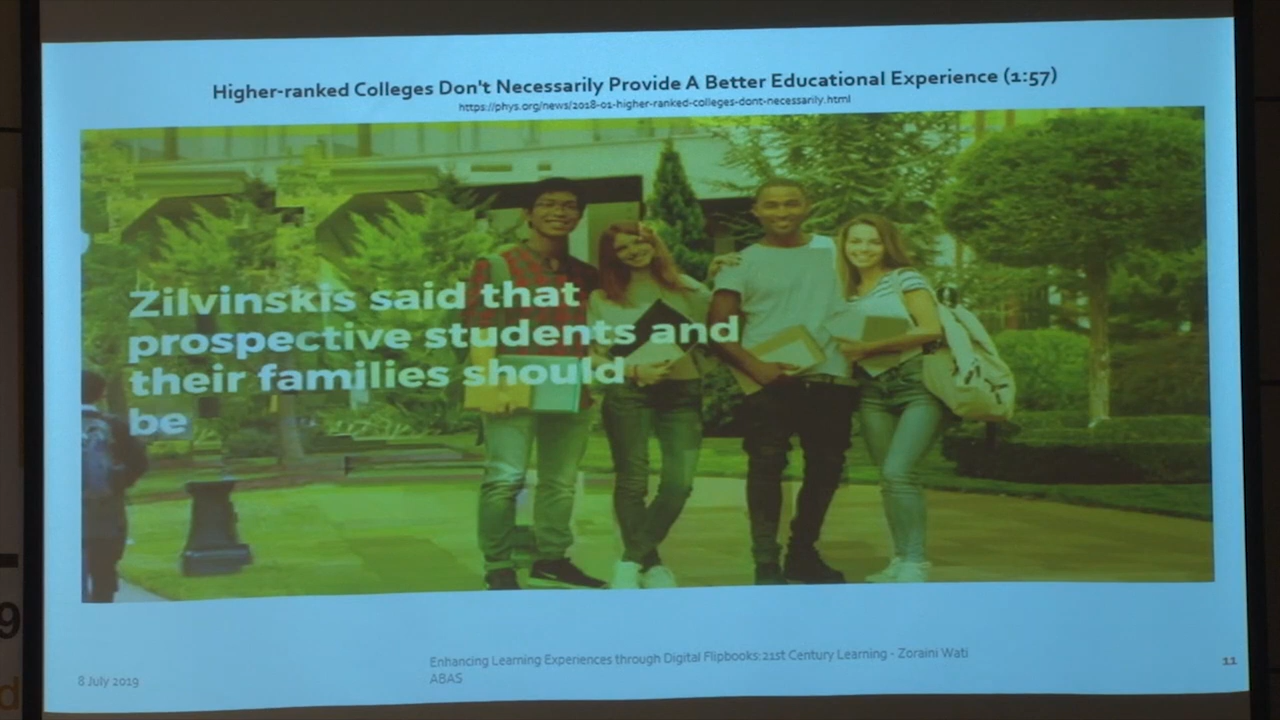 Higher-ranked Colleges Don't Necessarily Provide A Better Educational Experience (1:57)
https://phys.org/news/2018-01-higher-ranked-colleges-dont-necessarily.html
Zilvinskis said that
prospective students and
their families should
be
Enhancing Learning Experiences through Digital Flipbooks: 21st Century Learning - Zoraini Wati
ABAS
8 July 2019
11
9
d